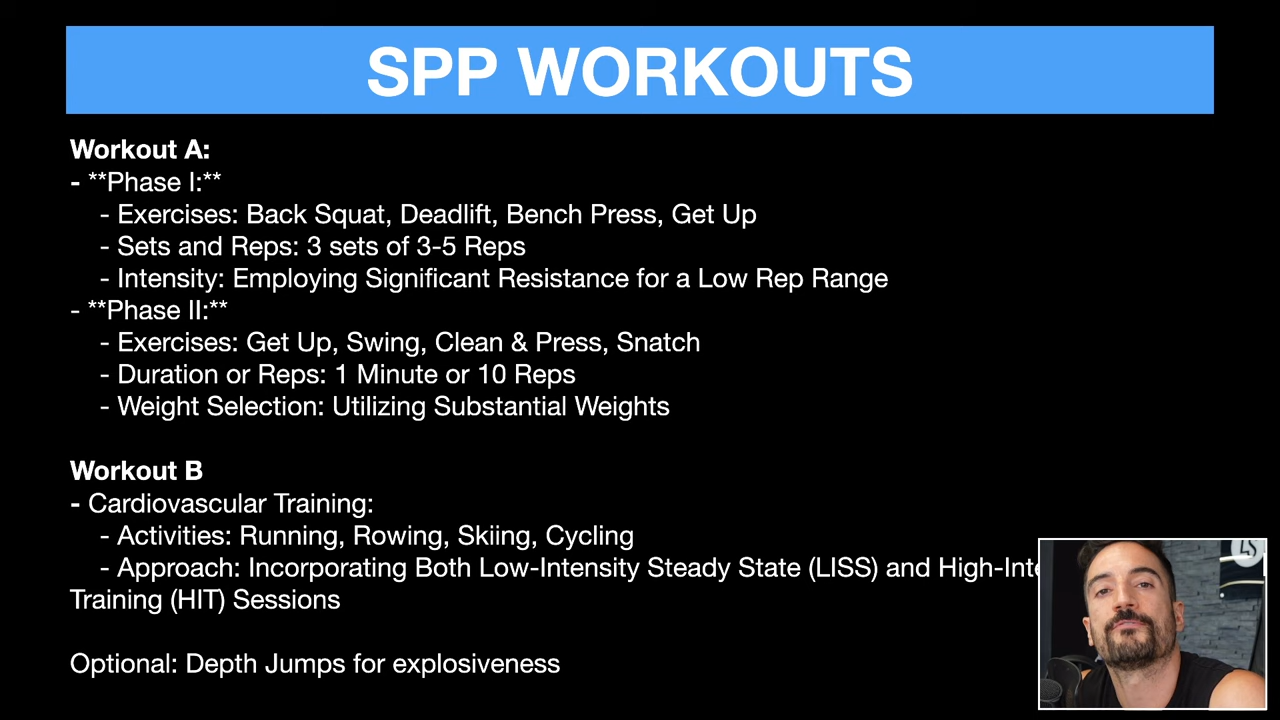 SPP WORKOUTS
Workout A:
- **Phase I:**
- Exercises: Back Squat, Deadlift, Bench Press, Get Up
- Sets and Reps: 3 sets of 3-5 Reps
- Intensity: Employing Significant Resistance for a Low Rep Range
- **Phase II:**
- Exercises: Get Up, Swing, Clean & Press, Snatch
- Duration or Reps: 1 Minute or 10 Reps
- Weight Selection: Utilizing Substantial Weights
Workout B
- Cardiovascular Training:
- Activities: Running, Rowing, Skiing, Cycling
- Approach: Incorporating Both Low-Intensity Steady State (LISS) and
Training (HIT) Sessions
Optional: Depth Jumps for explosiveness
LS